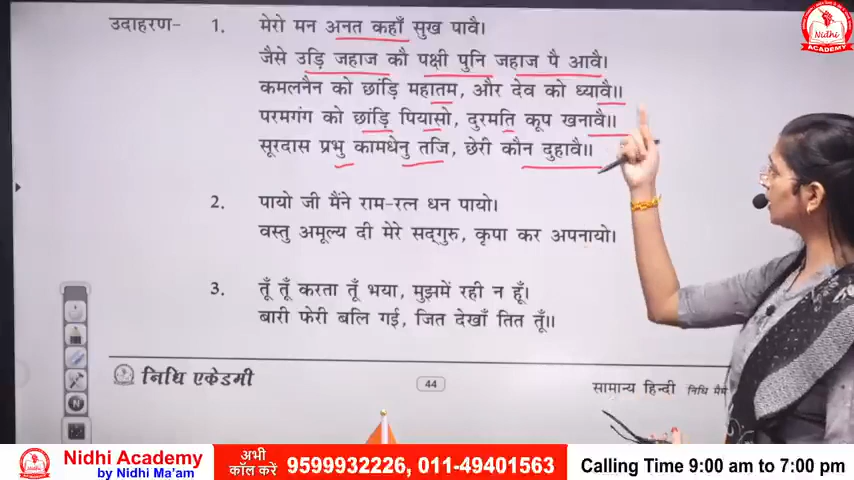 उदाहरण- 1. मेरो मन अनत कहाँ सुख पावै।
जैसे उड़ि जहाज कौ पक्षी पुनि जहाज पै आवै।
कमलनैन को छांड़ि महातम, और देव को ध्यावै॥
परमगंग को छांड़ि पियासो, दुरमति कूप खनावै॥
सूरदास प्रभु कामधेनु तजि, छेरी कौन दुहावै॥
2. पायो जी मैंने राम-रत्न धन पायो।
वस्तु अमूल्य दी मेरे सद्‌गुरु, कृपा कर अपनायो।
3. तूँ तूँ करता तूँ भया, मुझमें रही न हूँ।
बारी फेरी बलि गई, जित देखाँ तित तूँ॥
निधि एकेडमी
44
सामान्य हिन्दी निधि मैम
Nidhi
ACADEMY
Nidhi Academy
by Nidhi Ma'am
अभी
कॉल करें
9599932226, 011-49401563
Calling Time 9:00 am to 7:00 pm